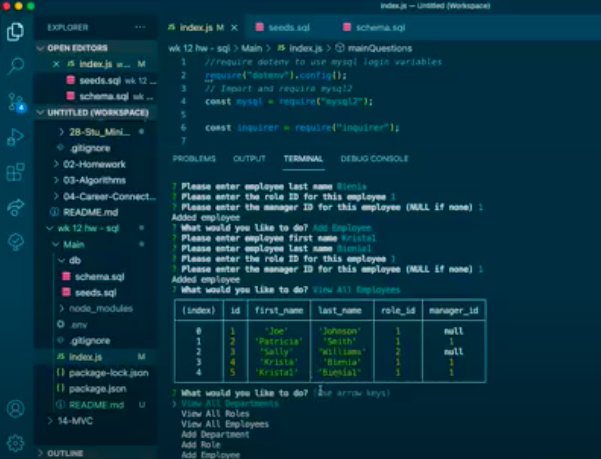 index.js — Untitled (Workspace)
EXPLORER
OPEN EDITORS
index.js w... M
seeds.sql wk 12...
schema.sql wk ...
UNTITLED (WORKSPACE)
28-Stu_Mini...
.gitignore
02-Homework
03-Algorithms
04-Career-Connect...
README.md
wk 12 hw - sql
Main
db
schema.sql
seeds.sql
node_modules
.env
.gitignore
index.js M
package-lock.json
package.json
README.md U
14-MVC
OUTLINE
4
JS index.js M
seeds.sql
schema.sql
wk 12 hw - sql > Main > JS index.js > mainQuestions
1 //require dotenv to use mysql login variables
2 require("dotenv").config();
3 // Import and require mysql2
4 const mysql = require("mysql2");
5
6 const inquirer = require("inquirer");
7
PROBLEMS OUTPUT TERMINAL DEBUG CONSOLE
? Please enter employee last name Bienia
? Please enter the role ID for this employee 1
? Please enter the manager ID for this employee (NULL if none) 1
Added employee
? What would you like to do? Add Employee
? Please enter employee first name Krista1
? Please enter employee last name Bienia1
? Please enter the role ID for this employee 1
? Please enter the manager ID for this employee (NULL if none) 1
Added employee
? What would you like to do? View All Employees
(index) id first_name last_name role_id manager_id
0 1 'Joe' 'Johnson' 1 null
1 2 'Patricia' 'Smith' 1 1
2 3 'Sally' 'Williams' 2 null
3 4 'Krista' 'Bienia' 1 1
4 5 'Krista1' 'Bienia1' 1 1
? What would you like to do? (Use arrow keys)
> View All Departments
View All Roles
View All Employees
Add Department
Add Role
Add Employee